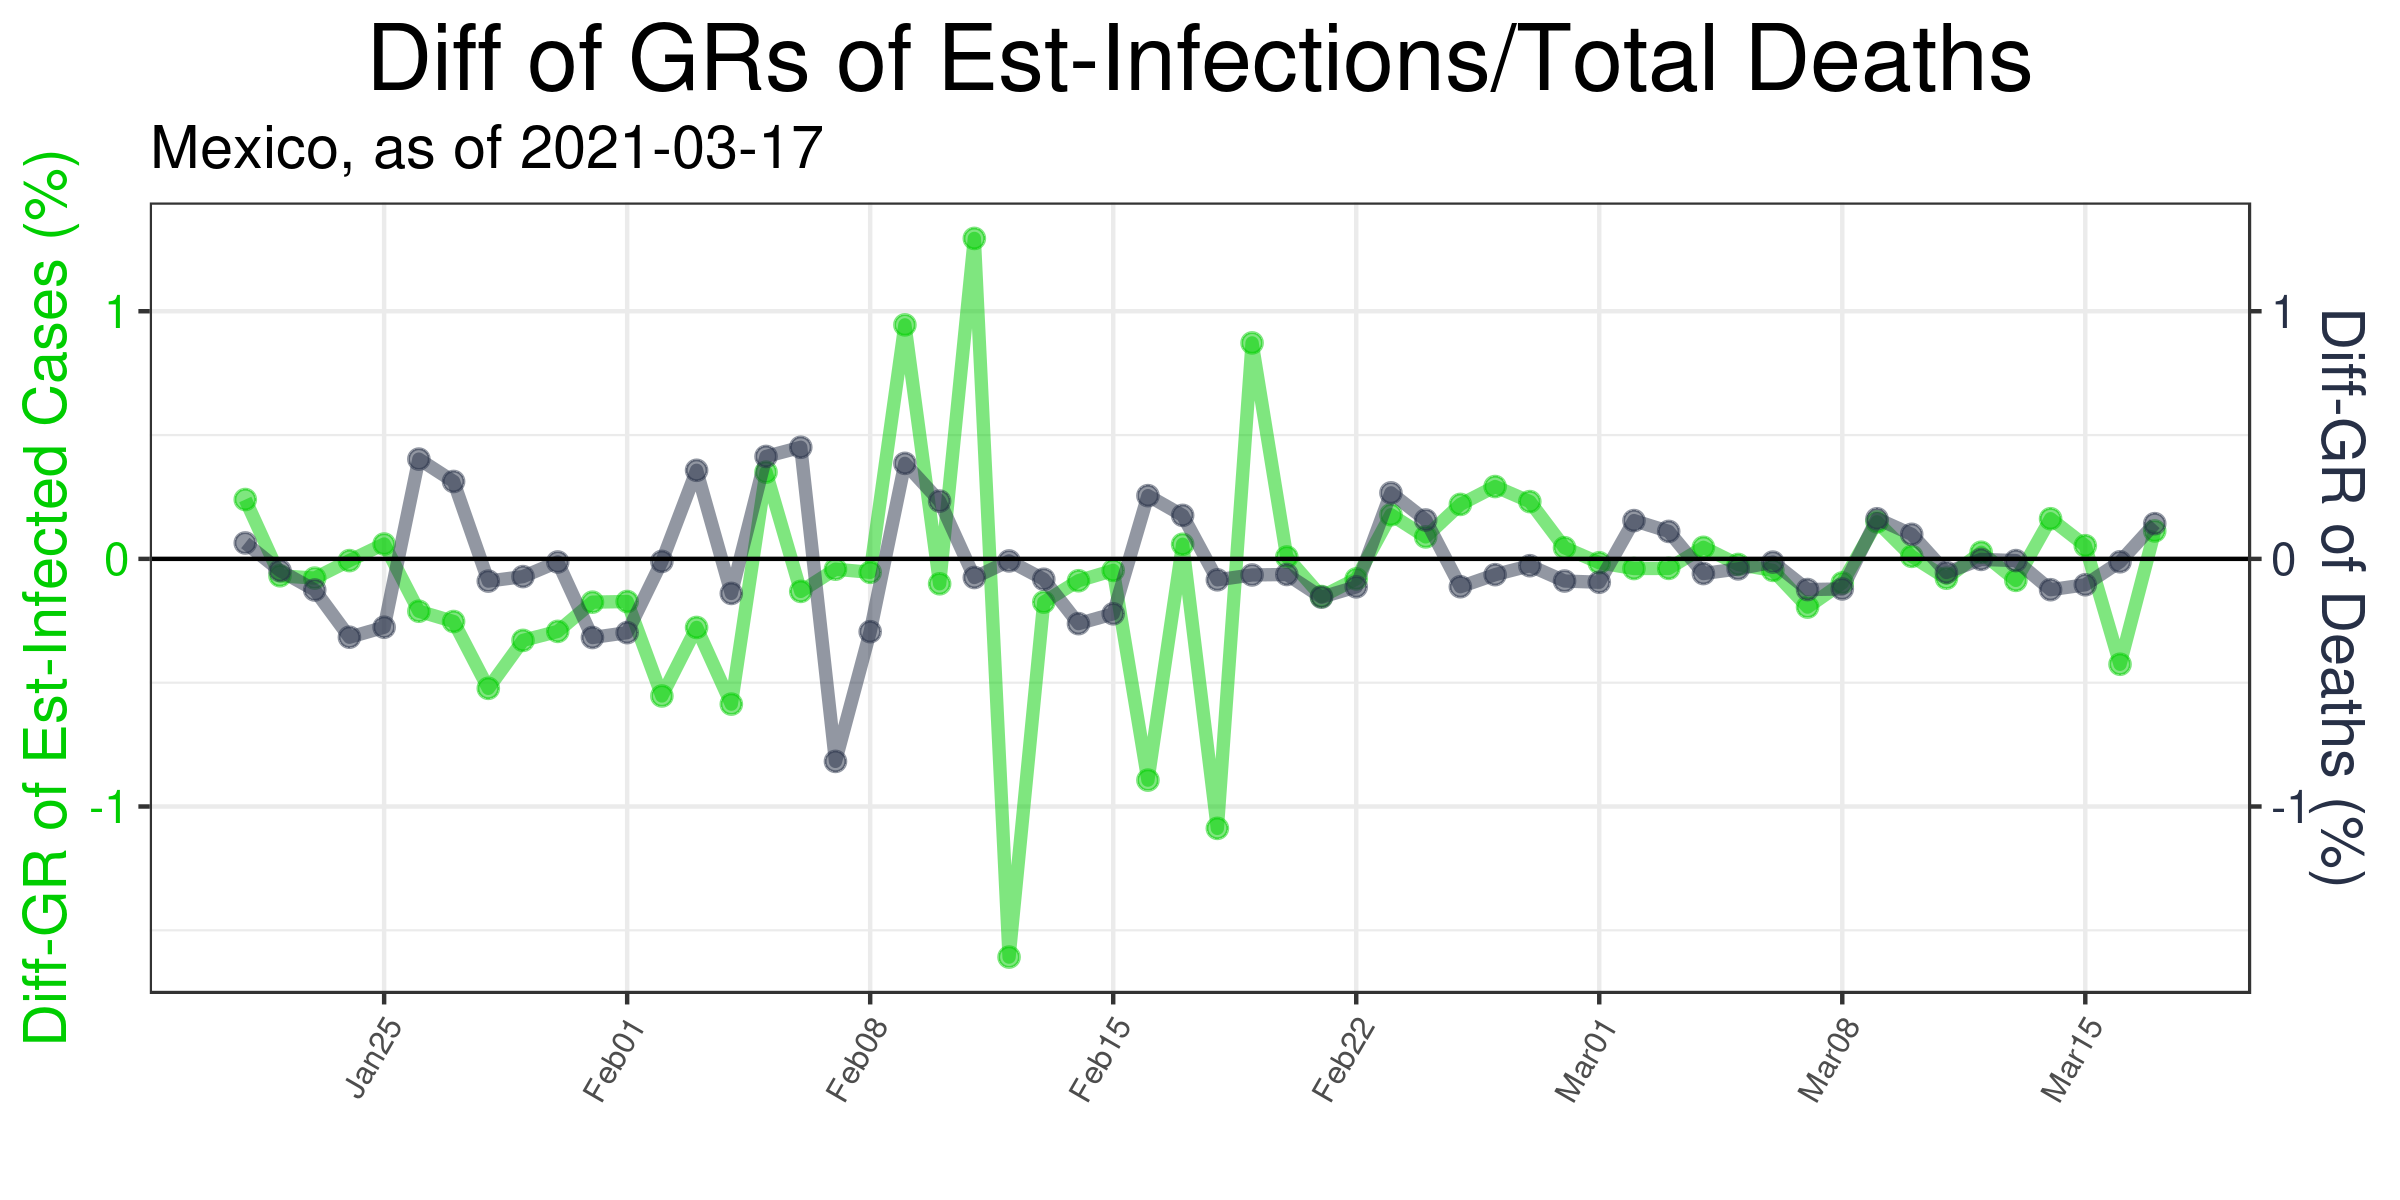 Diff of GRs of Est-Infections/Total Deaths
Mexico, as of 2021-03-17
Diff-GR of Est-Infected Cases (%)
1
0
-1
1
0
-1
Diff-GR of Deaths (%)
Jan25
Feb01
Feb08
Feb15
Feb22
Mar01
Mar08
Mar15